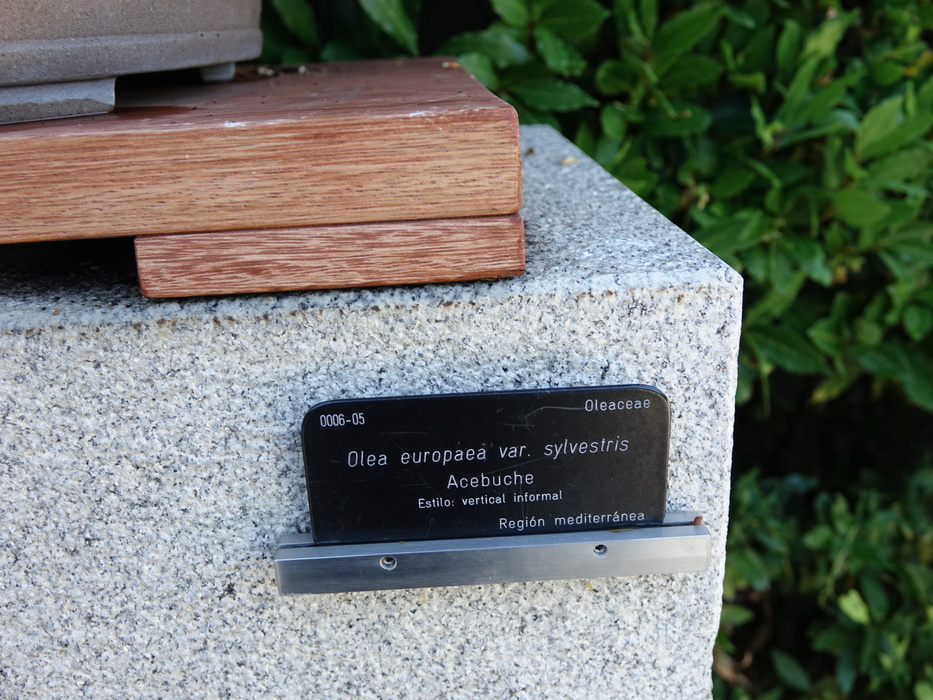 0006-05 Oleaceae
Olea europaea var. sylvestris
Acebuche
Estilo: vertical informal
Región mediterránea